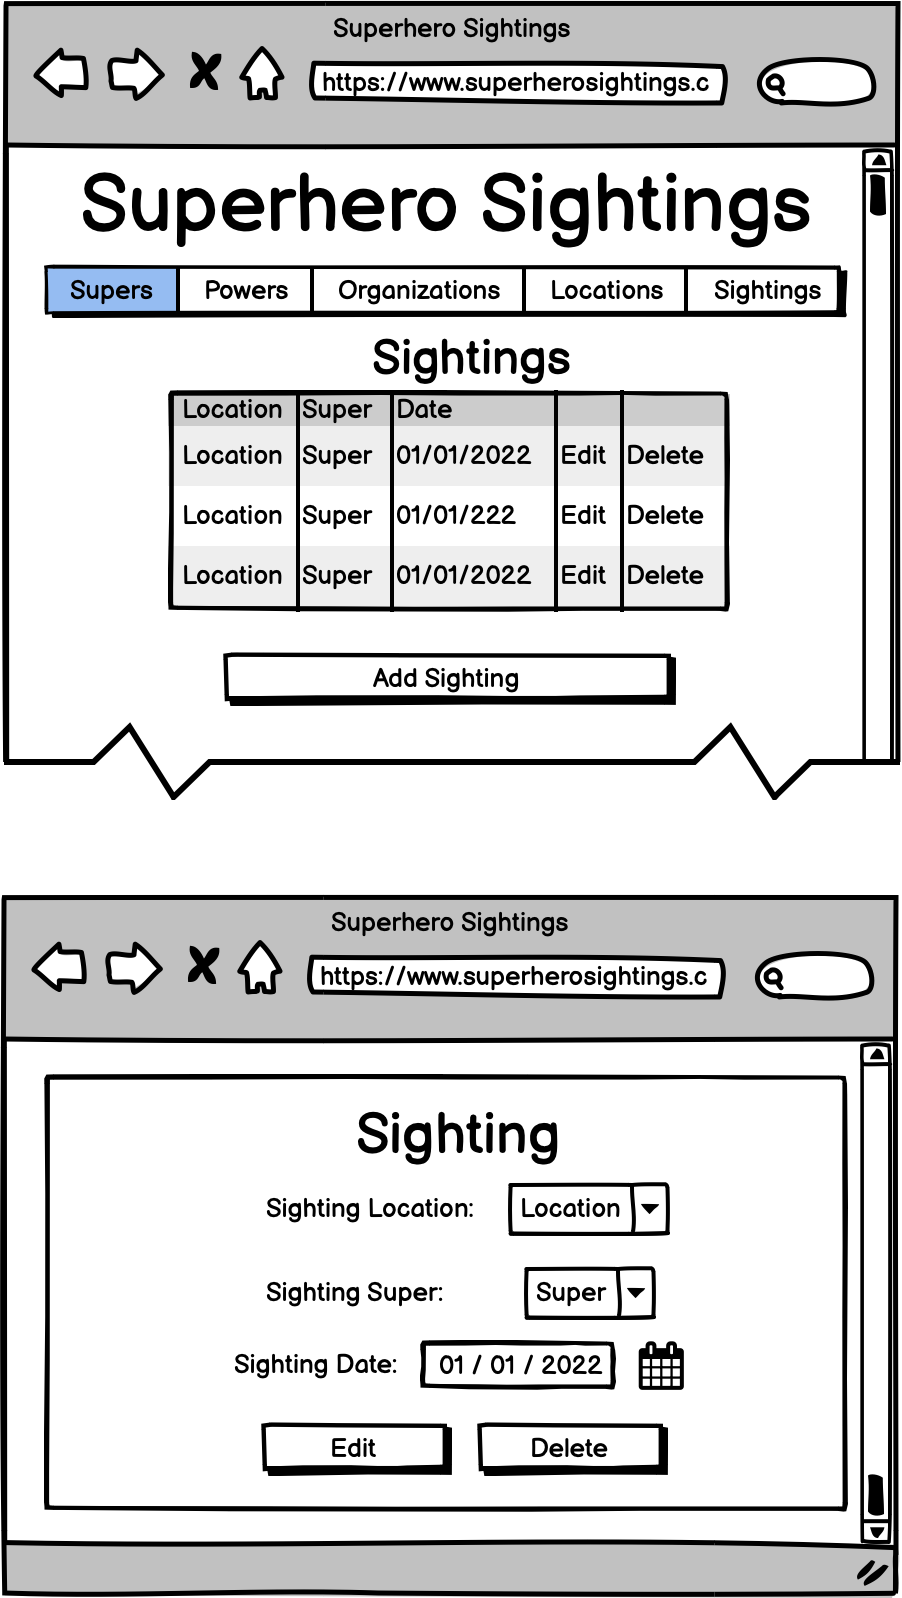 Superhero Sightings
https://www.superherosightings.c
Superhero Sightings
Supers Powers Organizations Locations Sightings
Sightings
Location Super Date
Location Super 01/01/2022 Edit Delete
Location Super 01/01/222 Edit Delete
Location Super 01/01/2022 Edit Delete
Add Sighting
Superhero Sightings
https://www.superherosightings.c
Sighting
Sighting Location: Location
Sighting Super: Super
Sighting Date: 01 / 01 / 2022
Edit Delete